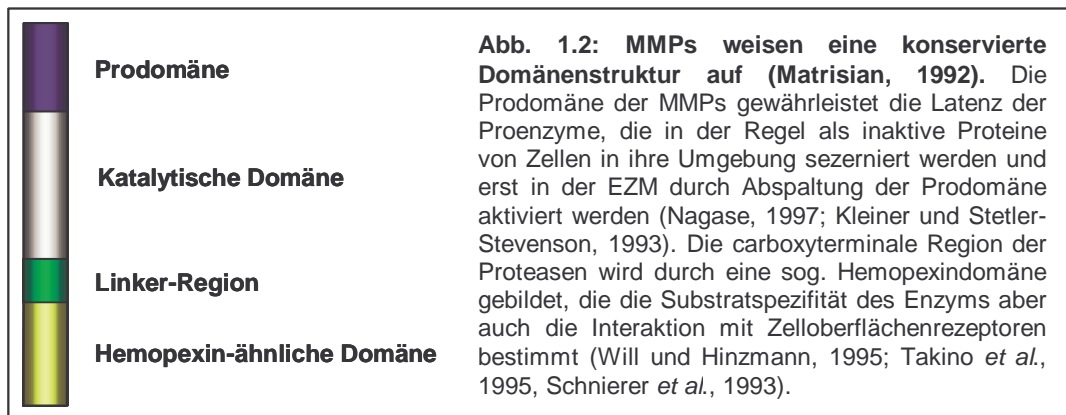 Prodomäne
Katalytische Domäne
Linker-Region
Hemopexin-ähnliche Domäne
Abb. 1.2: MMPs weisen eine konservierte
Domänenstruktur auf (Matrisian, 1992). Die
Prodomäne der MMPs gewährleistet die Latenz der
Proenzyme, die in der Regel als inaktive Proteine
von Zellen in ihre Umgebung sezerniert werden und
erst in der EZM durch Abspaltung der Prodomäne
aktiviert werden (Nagase, 1997; Kleiner und Stetler-
Stevenson, 1993). Die carboxyterminale Region der
Proteasen wird durch eine sog. Hemopexindomäne
gebildet, die die Substratspezifität des Enzyms aber
auch die Interaktion mit Zelloberflächenrezeptoren
bestimmt (Will und Hinzmann, 1995; Takino et al.,
1995, Schnierer et al., 1993).